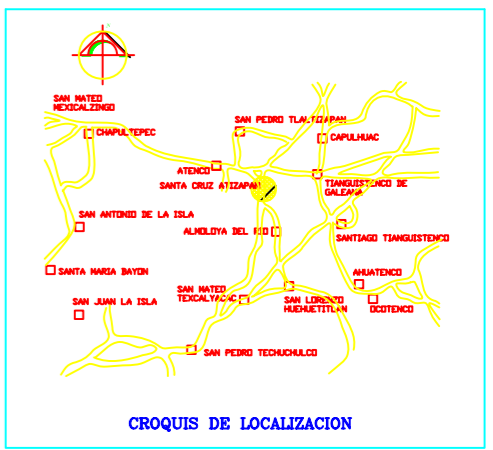 SAN MATEO
MEXICALZINGO
CHAPULTEPEC
SAN PEDRO TLALTIZAPAN
CAPULHUAC
ATENCO
SANTA CRUZ ATIZAPAN
TIANGUISTENCO DE
GALEANA
SAN ANTONIO DE LA ISLA
ALMOLOYA DEL RIO
SANTIAGO TIANGUISTENCO
SANTA MARIA BAYON
AHUATENCO
SAN MATEO
TEXCALYACAC
SAN JUAN LA ISLA
SAN LORENZO
HUEHUETITLAN
OCOTENCO
SAN PEDRO TECHUCHULCO
CROQUIS DE LOCALIZACION